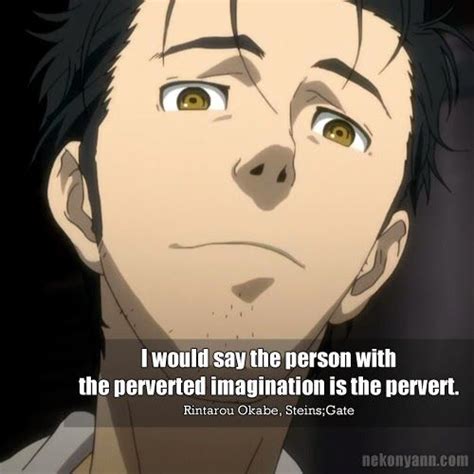 I would say the person with
the perverted imagination is the pervert.
Rintarou Okabe, Steins;Gate
nekonyann.com